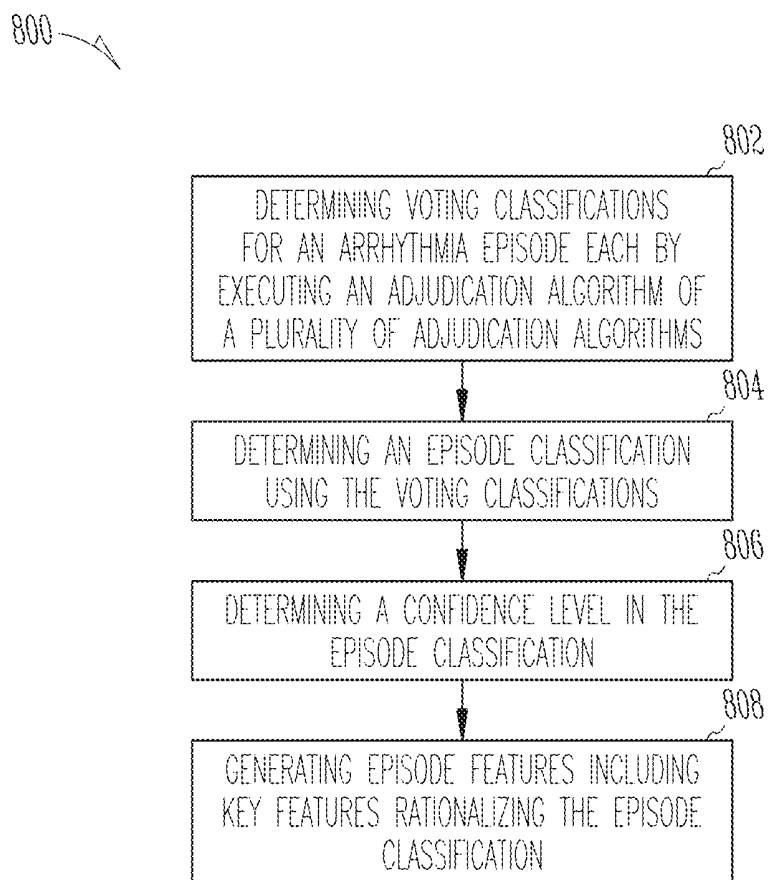 800
802
DETERMINING VOTING CLASSIFICATIONS
FOR AN ARRHYTHMIA EPISODE EACH BY
EXECUTING AN ADJUDICATION ALGORITHM OF
A PLURALITY OF ADJUDICATION ALGORITHMS
804
DETERMINING AN EPISODE CLASSIFICATION
USING THE VOTING CLASSIFICATIONS
806
DETERMINING A CONFIDENCE LEVEL IN THE
EPISODE CLASSIFICATION
808
GENERATING EPISODE FEATURES INCLUDING
KEY FEATURES RATIONALIZING THE EPISODE
CLASSIFICATION